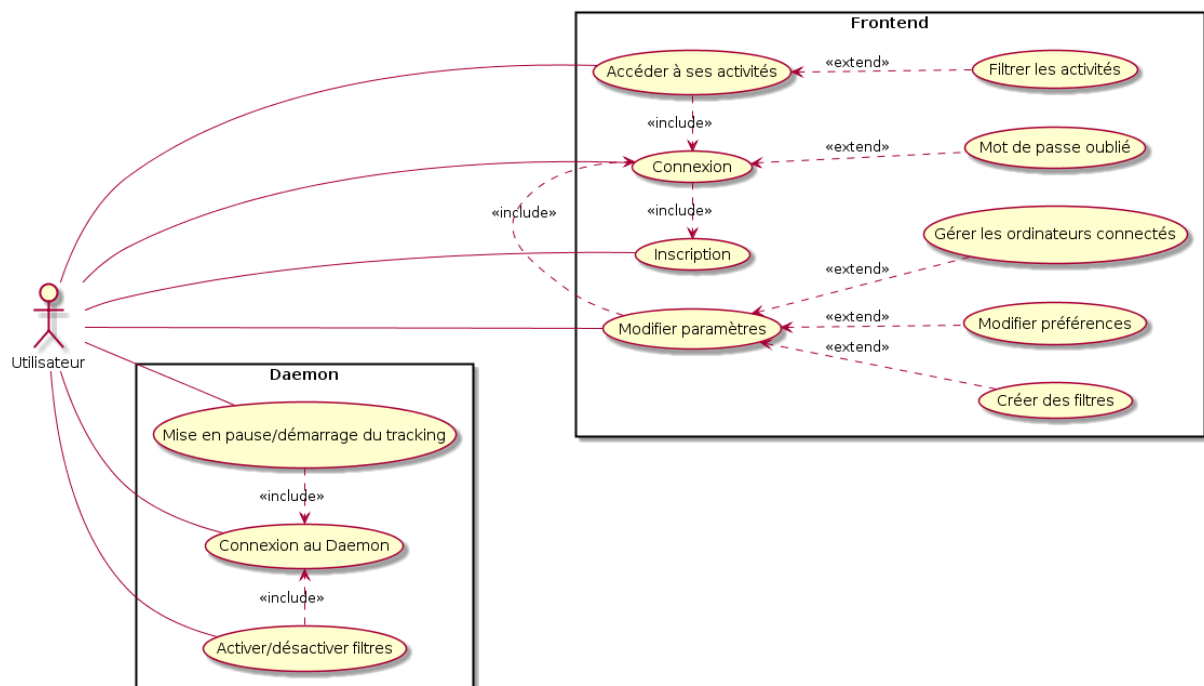 Frontend
Accéder à ses activités
«extend»
Filtrer les activités
«include»
Connexion
«extend»
Mot de passe oublié
«include»
«include»
Inscription
Gérer les ordinateurs connectés
«extend»
Modifier paramètres
«extend»
Modifier préférences
«extend»
Créer des filtres
Utilisateur
Daemon
Mise en pause/démarrage du tracking
«include»
Connexion au Daemon
«include»
Activer/désactiver filtres